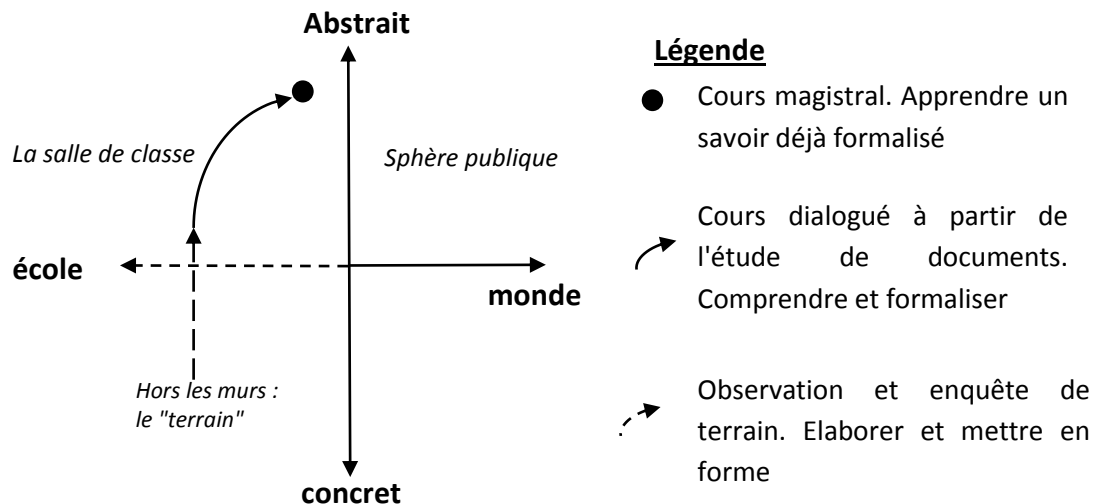 Abstrait
La salle de classe
Sphère publique
école
monde
Hors les murs :
le "terrain"
concret
Légende
Cours magistral. Apprendre un
savoir déjà formalisé
Cours dialogué à partir de
l'étude de documents.
Comprendre et formaliser
Observation et enquête de
terrain. Elaborer et mettre en
forme